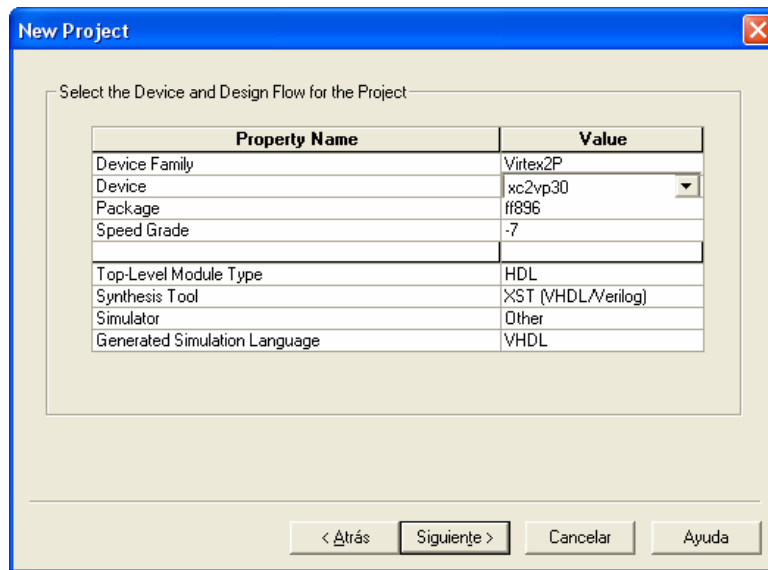 New Project
Select the Device and Design Flow for the Project
Property Name Value
Device Family Virtex2P
Device xc2vp30
Package ff896
Speed Grade -7
Top-Level Module Type HDL
Synthesis Tool XST (VHDL/Verilog)
Simulator Other
Generated Simulation Language VHDL
< Atrás Siguiente > Cancelar Ayuda